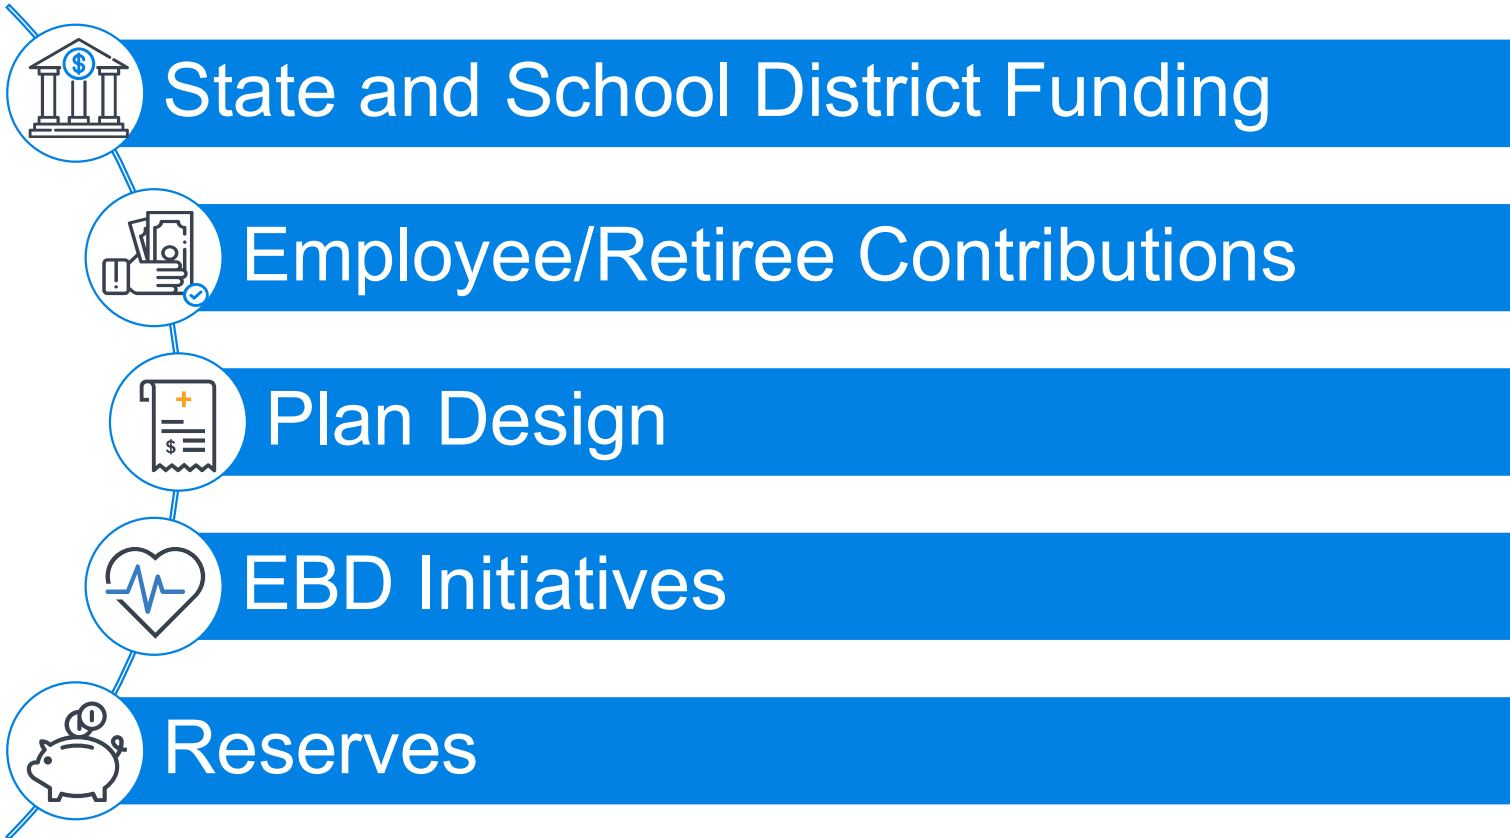 State and School District Funding
Employee/Retiree Contributions
Plan Design
EBD Initiatives
Reserves